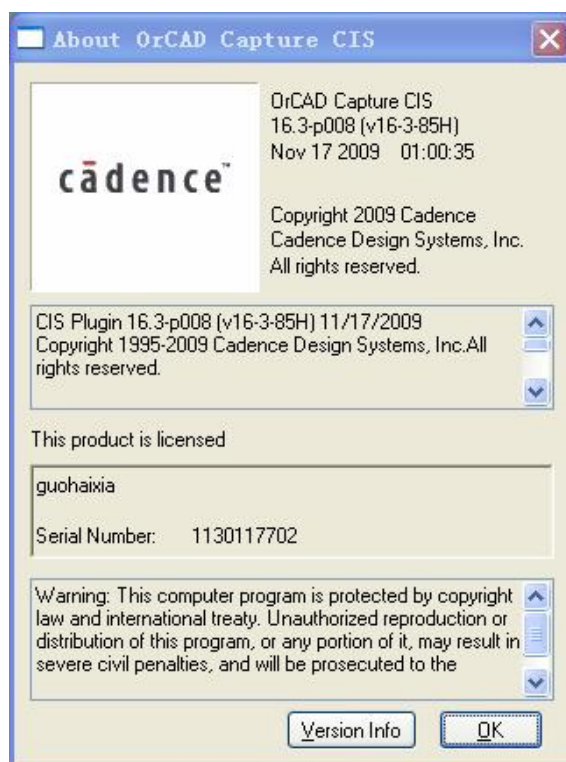 About OrCAD Capture CIS
cādence™
OrCAD Capture CIS
16.3-p008 (v16-3-85H)
Nov 17 2009   01:00:35
Copyright 2009 Cadence
Cadence Design Systems, Inc.
All rights reserved.
CIS Plugin 16.3-p008 (v16-3-85H) 11/17/2009
Copyright 1995-2009 Cadence Design Systems, Inc.All
rights reserved.
This product is licensed
guohaixia
Serial Number:   1130117702
Warning: This computer program is protected by copyright
law and international treaty. Unauthorized reproduction or
distribution of this program, or any portion of it, may result in
severe civil penalties, and will be prosecuted to the
Version Info
OK